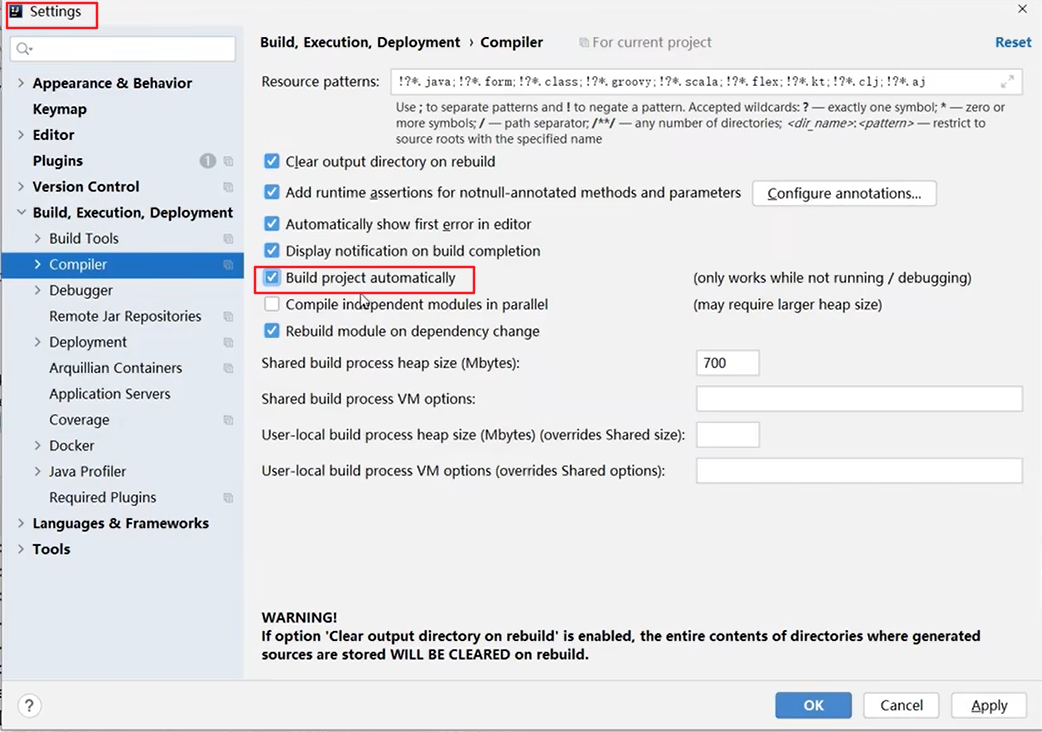 Settings
Appearance & Behavior
Keymap
Editor
Plugins 1
Version Control
Build, Execution, Deployment
Build Tools
Compiler
Debugger
Remote Jar Repositories
Deployment
Arquillian Containers
Application Servers
Coverage
Docker
Java Profiler
Required Plugins
Languages & Frameworks
Tools
Build, Execution, Deployment › Compiler For current project Reset
Resource patterns: !?*.java;!?*.form;!?*.class;!?*.groovy;!?*.scala;!?*.flex;!?*.kt;!?*.clj;!?*.aj
Use ; to separate patterns and ! to negate a pattern. Accepted wildcards: ? — exactly one symbol; * — zero or
more symbols; / — path separator; /**/ — any number of directories; <dir_name>:<pattern> — restrict to
source roots with the specified name
Clear output directory on rebuild
Add runtime assertions for notnull-annotated methods and parameters Configure annotations...
Automatically show first error in editor
Display notification on build completion
Build project automatically (only works while not running / debugging)
Compile independent modules in parallel (may require larger heap size)
Rebuild module on dependency change
Shared build process heap size (Mbytes): 700
Shared build process VM options:
User-local build process heap size (Mbytes) (overrides Shared size):
User-local build process VM options (overrides Shared options):
WARNING!
If option 'Clear output directory on rebuild' is enabled, the entire contents of directories where generated
sources are stored WILL BE CLEARED on rebuild.
? OK Cancel Apply